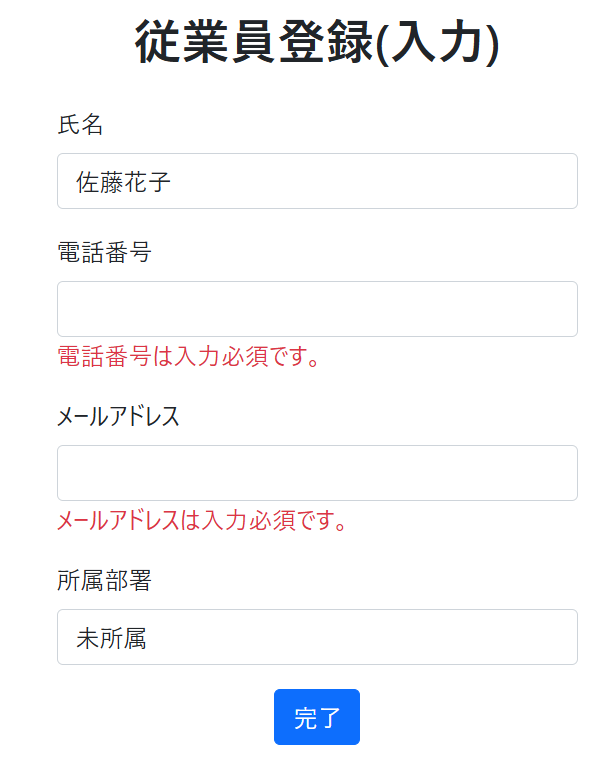 従業員登録(入力)
氏名
佐藤花子
電話番号
電話番号は入力必須です。
メールアドレス
メールアドレスは入力必須です。
所属部署
未所属
完了